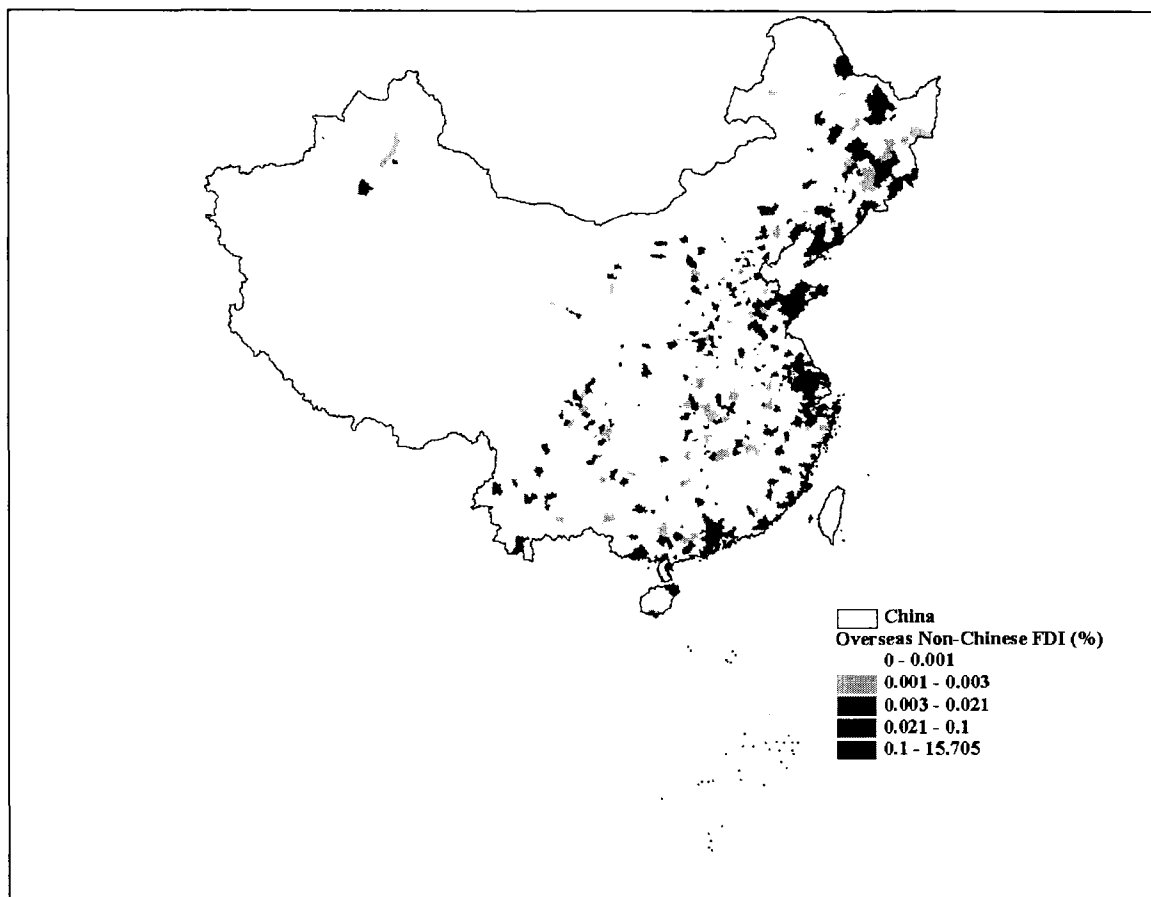 China
Overseas Non-Chinese FDI (%)
0 - 0.001
0.001 - 0.003
0.003 - 0.021
0.021 - 0.1
0.1 - 15.705